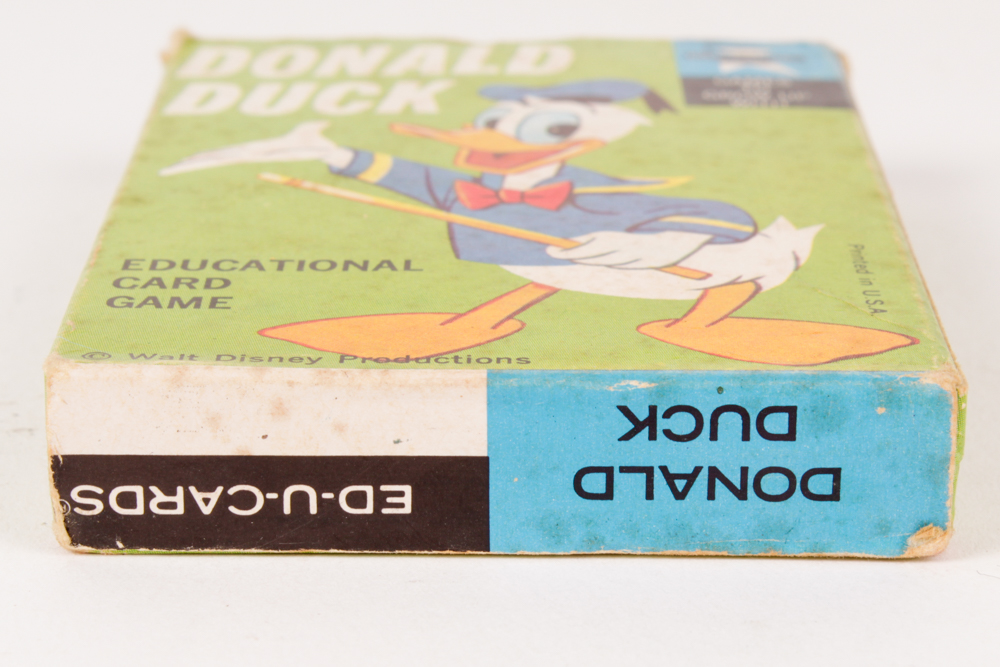 DONALD
DUCK
EDUCATIONAL
CARD
GAME
Printed in U.S.A
© Walt Disney Productions
ED-U-CARDS®
DONALD
DUCK